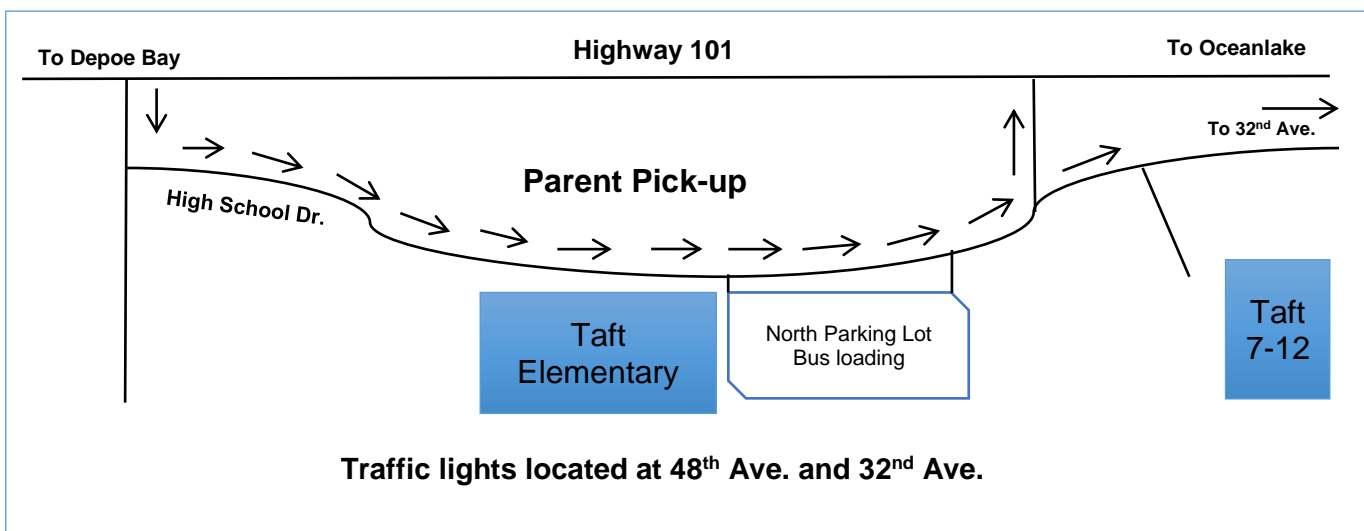 To Depoe Bay
Highway 101
To Oceanlake
To 32nd Ave.
Parent Pick-up
High School Dr.
Taft
Elementary
North Parking Lot
Bus loading
Taft
7-12
Traffic lights located at 48th Ave. and 32nd Ave.